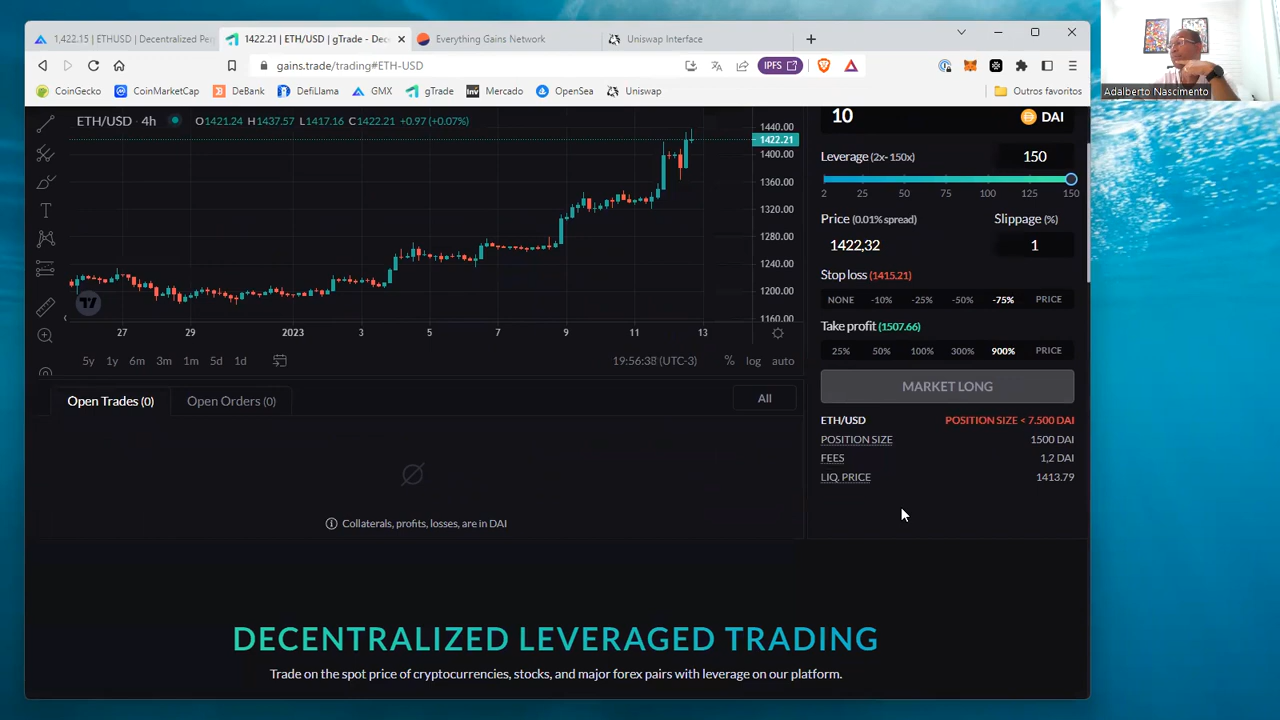 1,422.15 | ETHUSD | Decentralized Per
1422.21 | ETH/USD | gTrade - Dec
Everything Gains Network
Uniswap Interface
gains.trade/trading#ETH-USD
IPFS
CoinGecko
CoinMarketCap
DeBank
DefiLlama
GMX
gTrade
Mercado
OpenSea
Uniswap
Outros favoritos
Adalberto Nascimento
ETH/USD · 4h
O1421.24 H1437.57 L1417.16 C1422.21 +0.97 (+0.07%)
1440.00
1422.21
1400.00
1360.00
1320.00
1280.00
1240.00
1200.00
1160.00
27 29 2023 3 5 7 9 11 13
5y 1y 6m 3m 1m 5d 1d
19:56:38 (UTC-3)
% log auto
10
DAI
Leverage (2x- 150x)
150
2 25 50 75 100 125 150
Price (0.01% spread)
Slippage (%)
1422,32
1
Stop loss (1415.21)
NONE -10% -25% -50% -75% PRICE
Take profit (1507.66)
25% 50% 100% 300% 900% PRICE
MARKET LONG
ETH/USD
POSITION SIZE < 7.500 DAI
POSITION SIZE
1500 DAI
FEES
1,2 DAI
LIQ. PRICE
1413.79
Open Trades (0)
Open Orders (0)
All
Collaterals, profits, losses, are in DAI
DECENTRALIZED LEVERAGED TRADING
Trade on the spot price of cryptocurrencies, stocks, and major forex pairs with leverage on our platform.